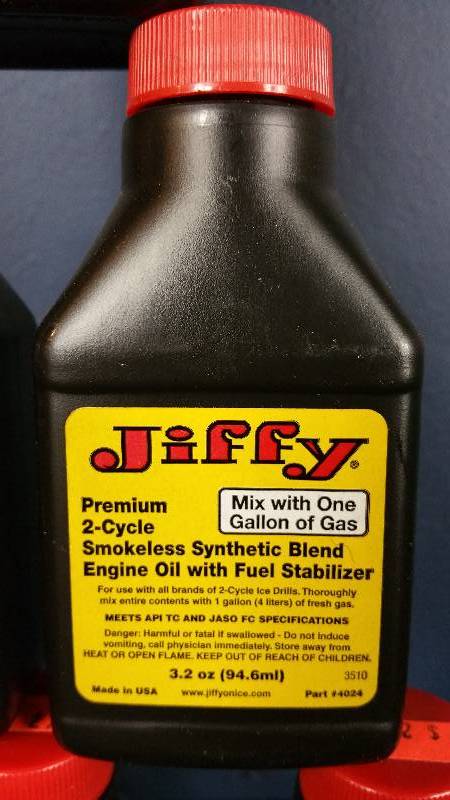 Jiffy®
Premium
2-Cycle
Mix with One
Gallon of Gas
Smokeless Synthetic Blend
Engine Oil with Fuel Stabilizer
For use with all brands of 2-Cycle Ice Drills. Thoroughly
mix entire contents with 1 gallon (4 liters) of fresh gas.
MEETS API TC AND JASO FC SPECIFICATIONS
Danger: Harmful or fatal if swallowed - Do not induce
vomiting, call physician immediately. Store away from
HEAT OR OPEN FLAME. KEEP OUT OF REACH OF CHILDREN.
3.2 oz (94.6ml)
3510
Made in USA www.jiffyonice.com Part #4024